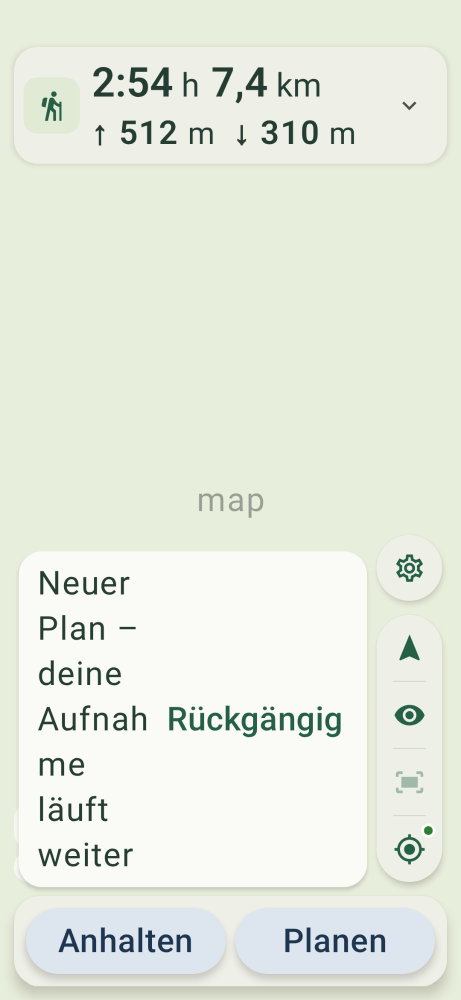 2:54 h 7,4 km
↑ 512 m ↓ 310 m
map
Neuer
Plan –
deine
Aufnah
me
läuft
weiter
Rückgängig
Anhalten
Planen